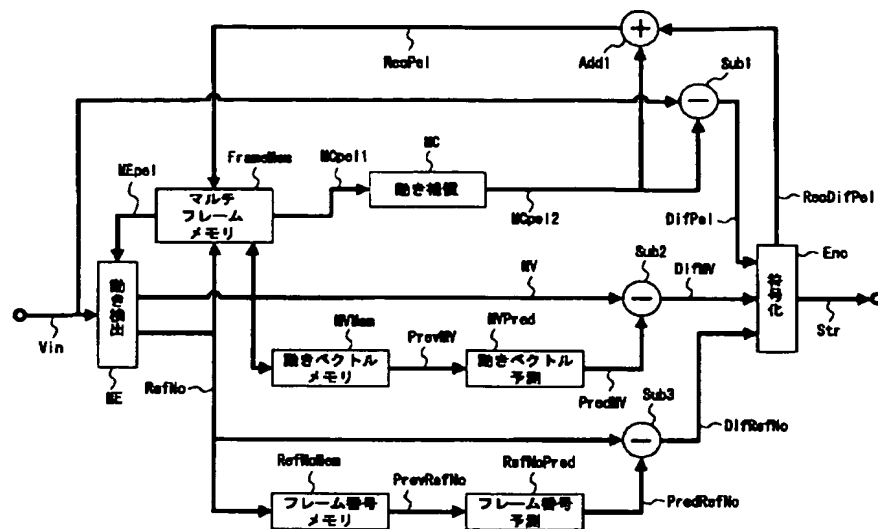 RecPel
Add1
Sub1
MC
FrameMem
MCpel1
MEpel
動き補償
マルチ
フレーム
メモリ
MCpel2
DifPel
RecDifPel
Enc
符号化
Str
Sub2
MV
DifMV
動き検出
Vin
ME
MVMem
PrevMV
MVPred
動きベクトル
メモリ
動きベクトル
予測
PredMV
RefNo
Sub3
DifRefNo
RefNoMem
PrevRefNo
RefNoPred
フレーム番号
メモリ
フレーム番号
予測
PredRefNo